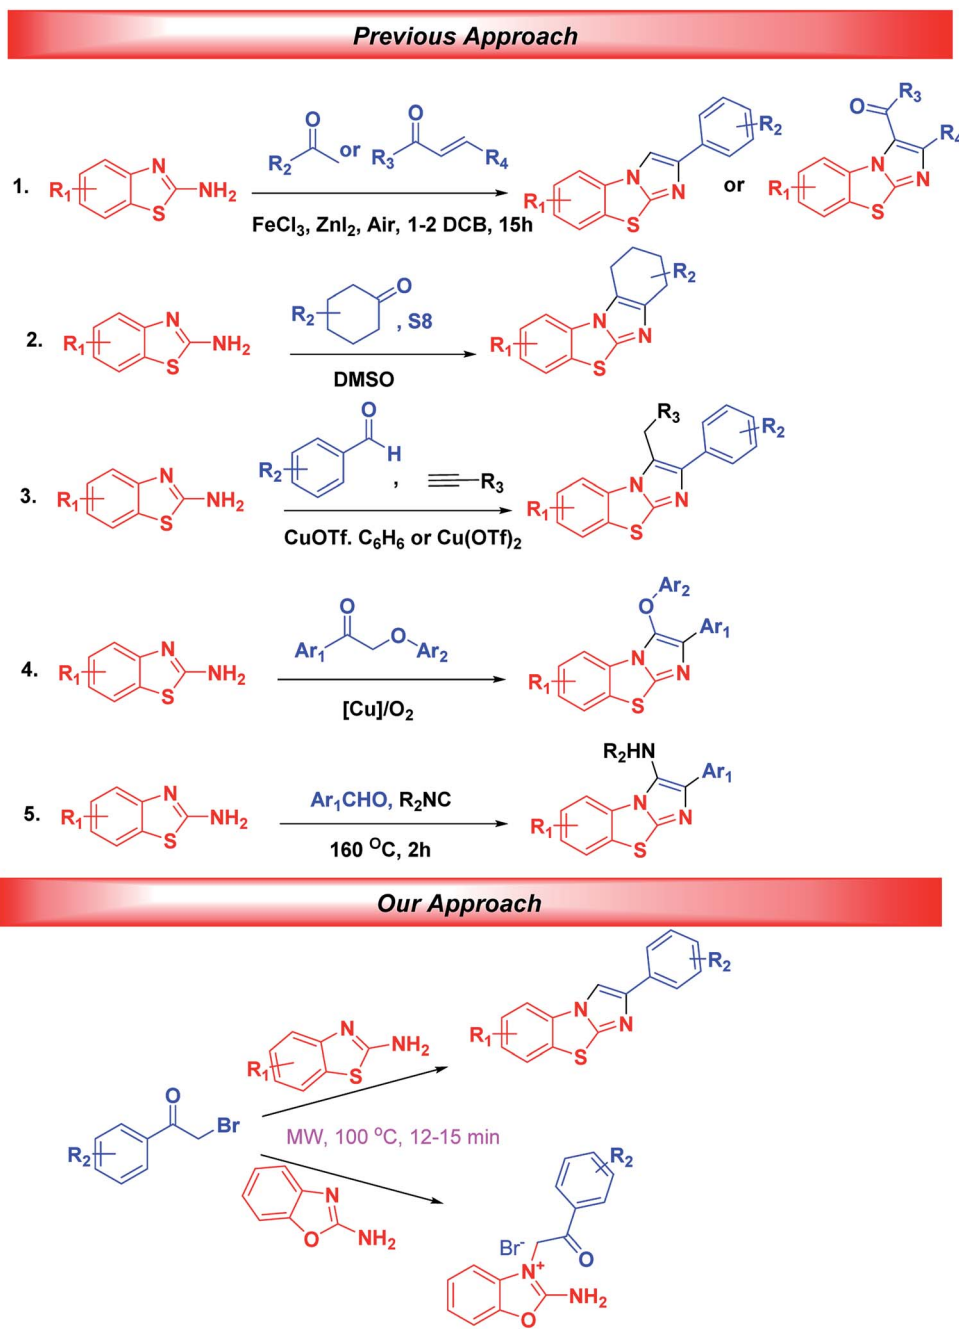 Previous Approach
1.
R1
N
S
NH2
O
R2
or
O
R3
R4
FeCl3, ZnI2, Air, 1-2 DCB, 15h
R1
N
S
N
R2
or
O
R3
R4
R1
N
S
N
2.
R1
N
S
NH2
R2
O
, S8
DMSO
R1
N
S
N
R2
3.
R1
N
S
NH2
R2
O
H
,
R3
CuOTf. C6H6 or Cu(OTf)2
R1
N
S
N
R3
R2
4.
R1
N
S
NH2
O
Ar1
O
Ar2
[Cu]/O2
R1
N
S
N
O
Ar2
Ar1
5.
R1
N
S
NH2
Ar1CHO, R2NC
160 OC, 2h
R2HN
Ar1
R1
N
S
N
Our Approach
R2
O
Br
R1
N
S
NH2
MW, 100 oC, 12-15 min
N
O
NH2
R1
N
S
N
R2
R2
O
Br-
N+
O
NH2